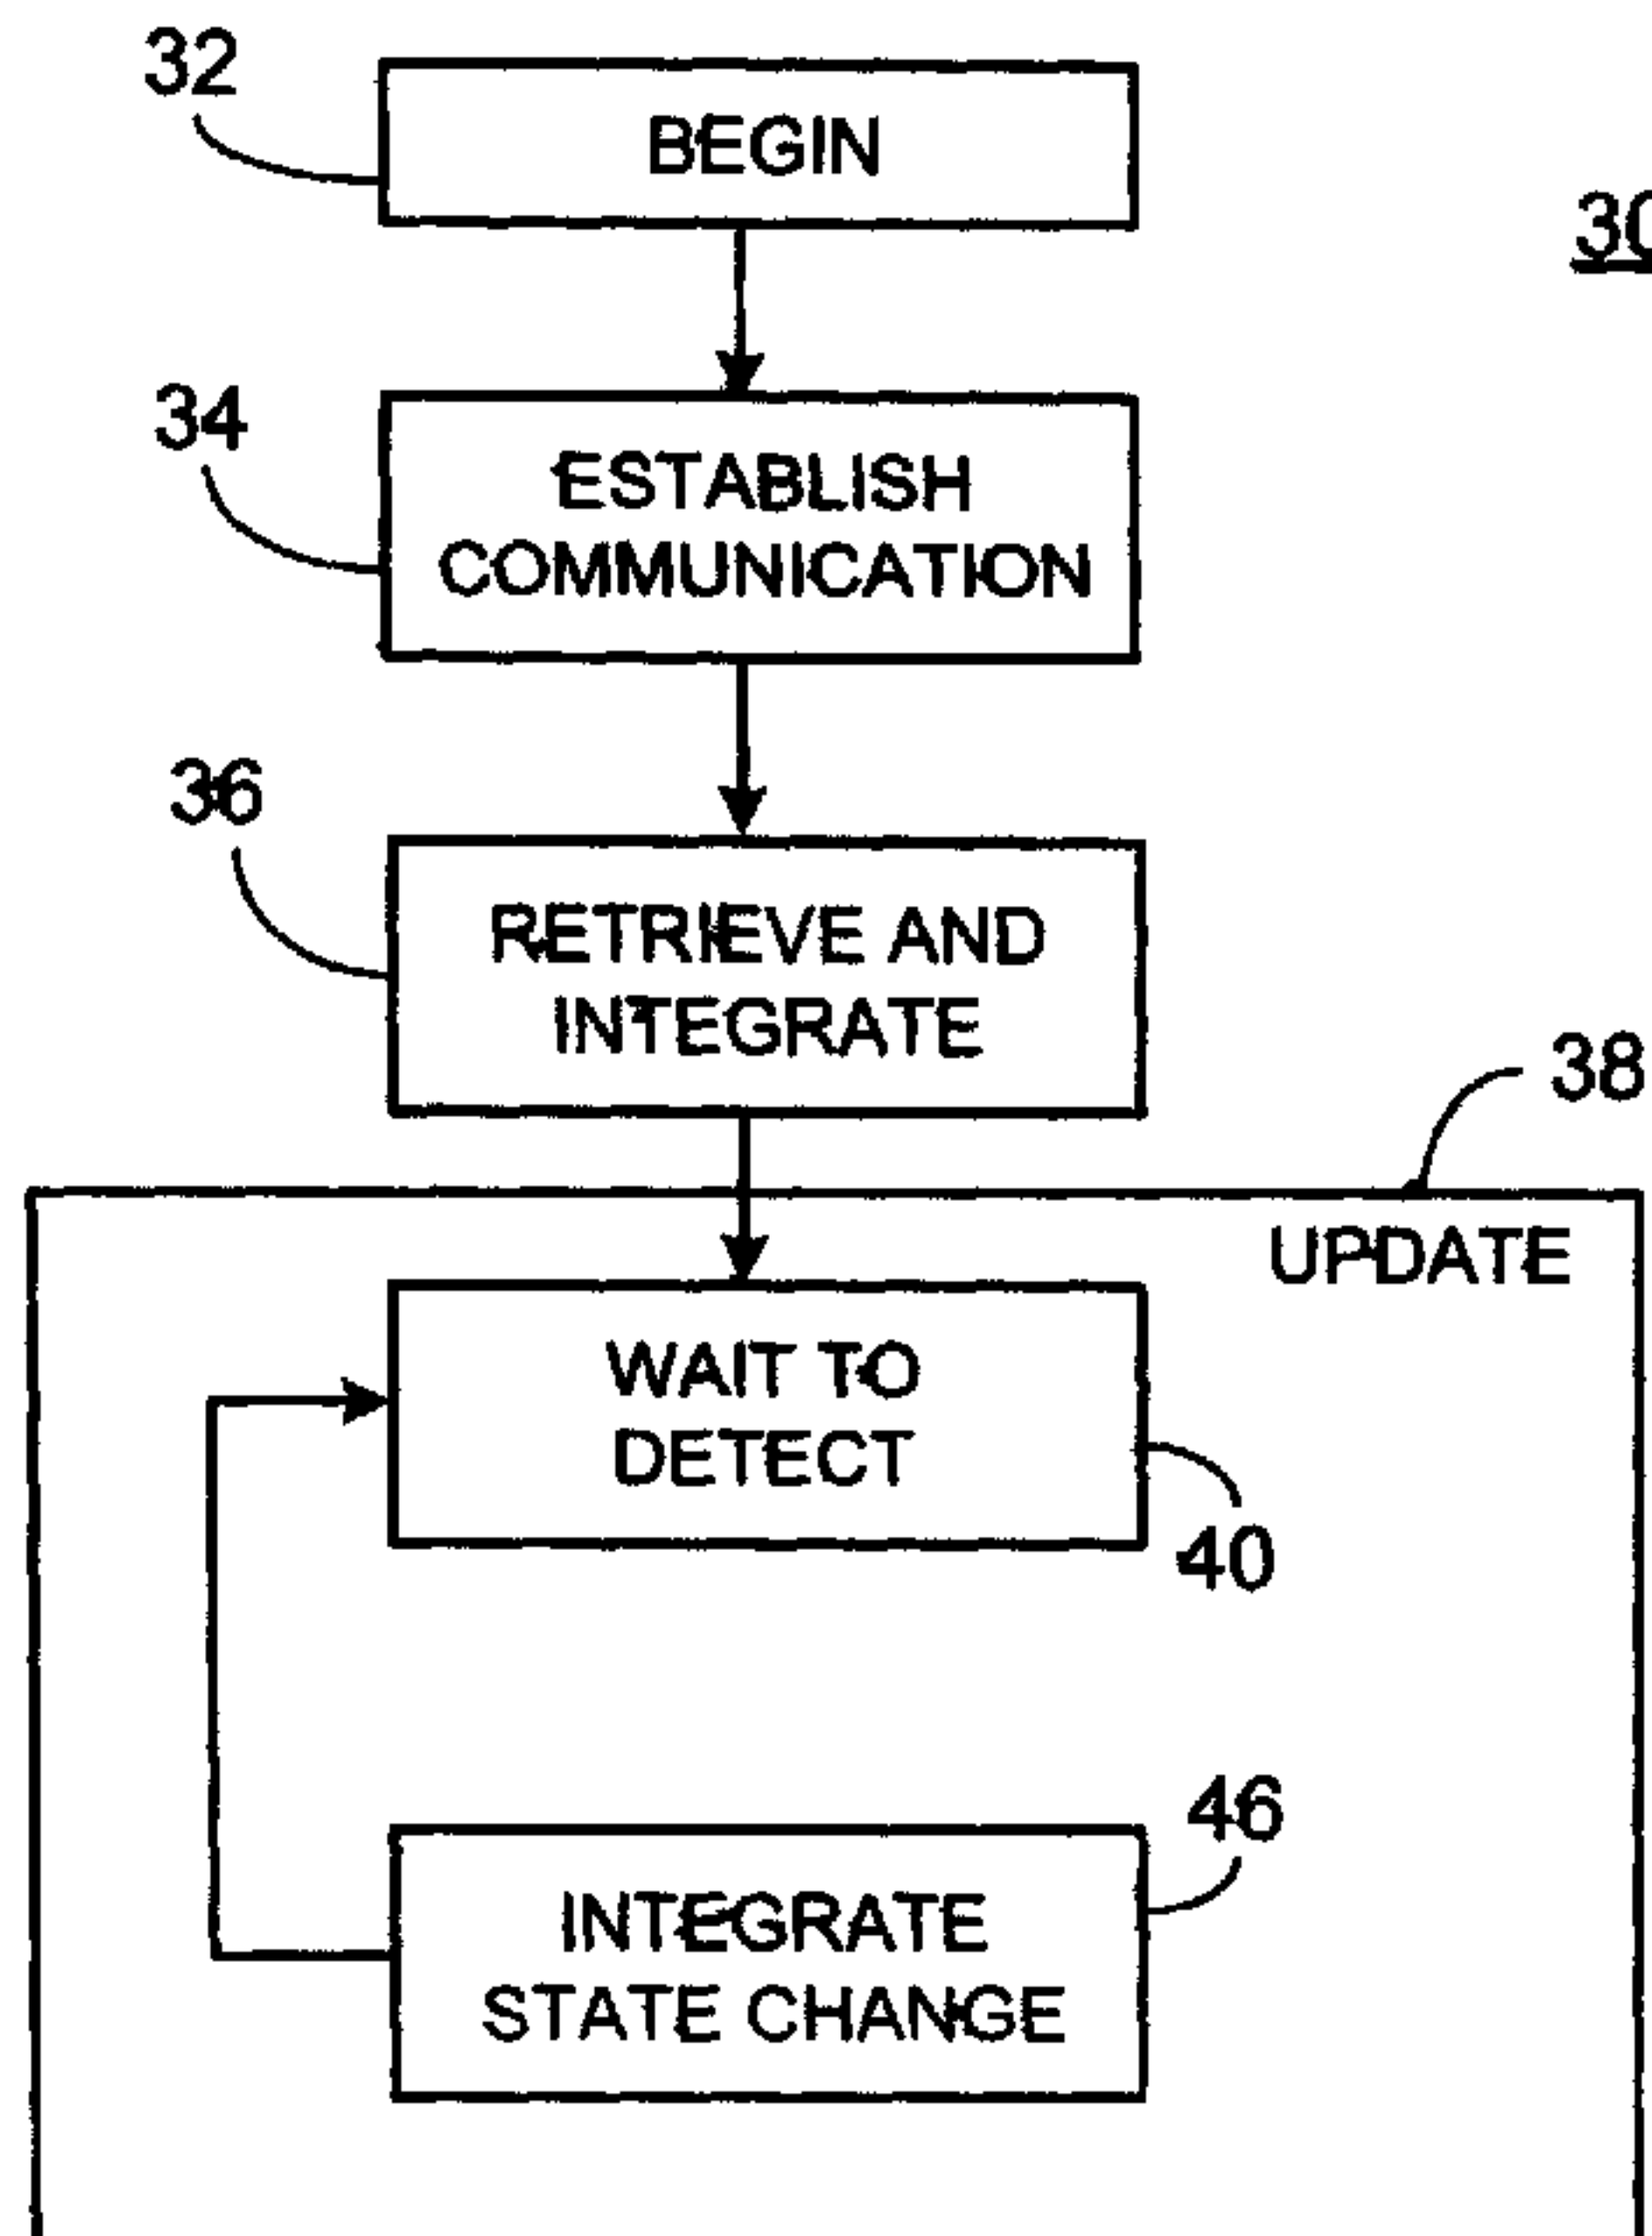 32
BEGIN
34
ESTABLISH
COMMUNICATION
36
RETRIEVE AND
INTEGRATE
38
UPDATE
WAIT TO
DETECT
40
46
INTEGRATE
STATE CHANGE